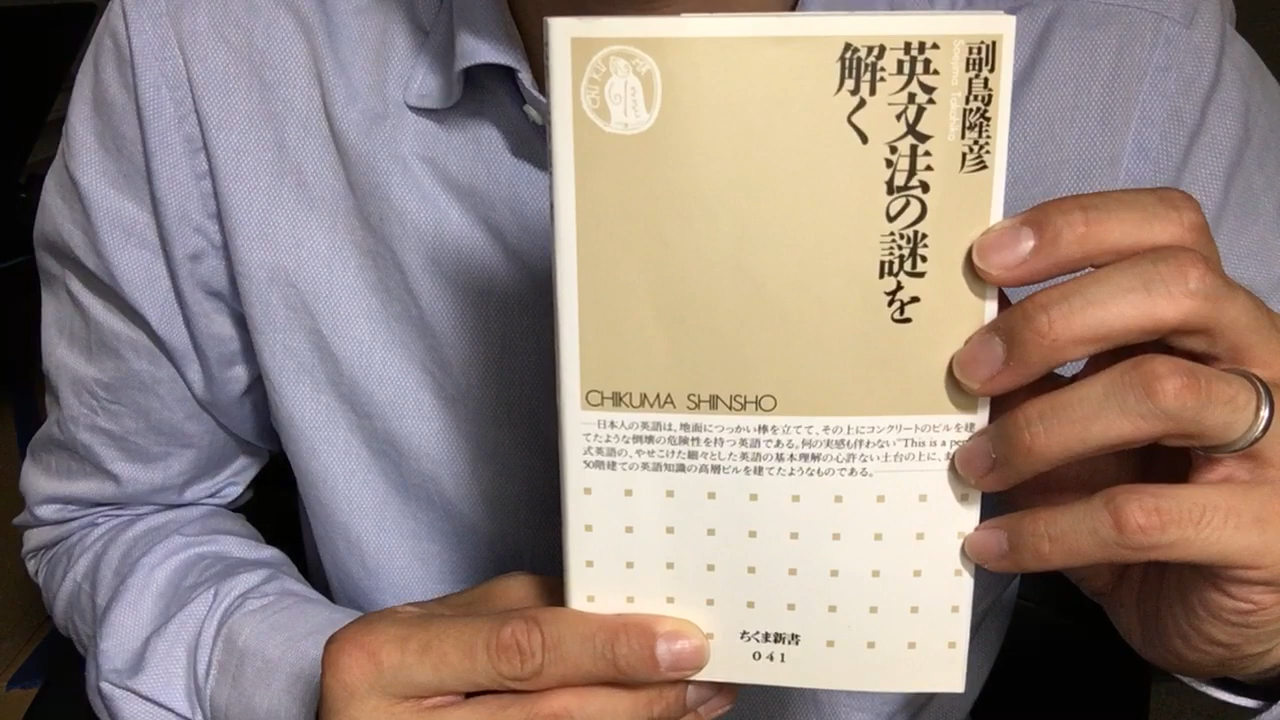 副島隆彦
Soejima Takahiko
英文法の謎を
解く
CHIKUMA
CHIKUMA SHINSHO
──日本人の英語は、地面につっかい棒を立てて、その上にコンクリートのビルを建
てたような倒壊の危険性を持つ英語である。何の実感も伴わない“This is a pen”
式英語の、やせこけた細々とした英語の基本理解の心許ない土台の上に、
50階建ての英語知識の高層ビルを建てたようなものである。──
ちくま新書
041